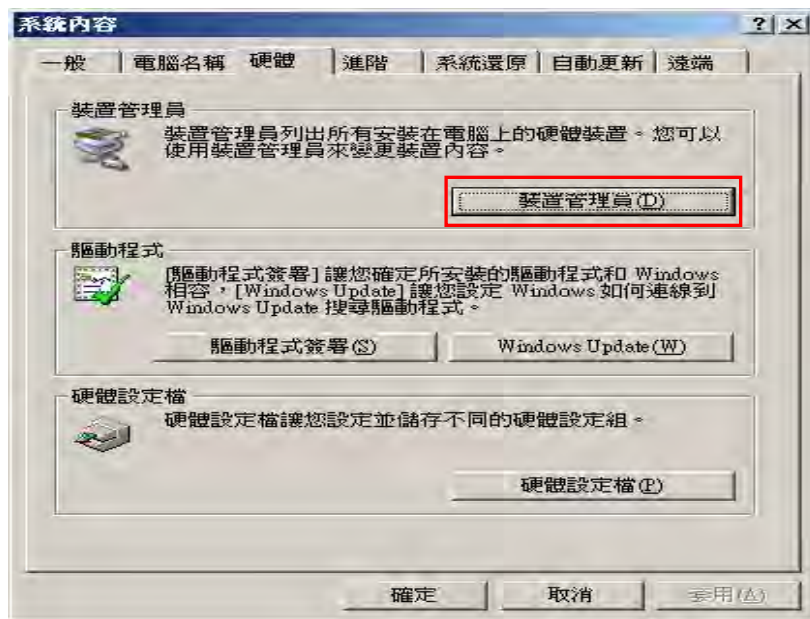 系統內容
一般 電腦名稱 硬體 進階 系統還原 自動更新 遠端
裝置管理員
裝置管理員列出所有安裝在電腦上的硬體裝置。您可以
使用裝置管理員來變更裝置內容。
裝置管理員(D)
驅動程式
[驅動程式簽署] 讓您確定所安裝的驅動程式和 Windows
相容，[Windows Update] 讓您設定 Windows 如何連線到
Windows Update 搜尋驅動程式。
驅動程式簽署(S) Windows Update(W)
硬體設定檔
硬體設定檔讓您設定並儲存不同的硬體設定組。
硬體設定檔(P)
確定 取消 套用(A)